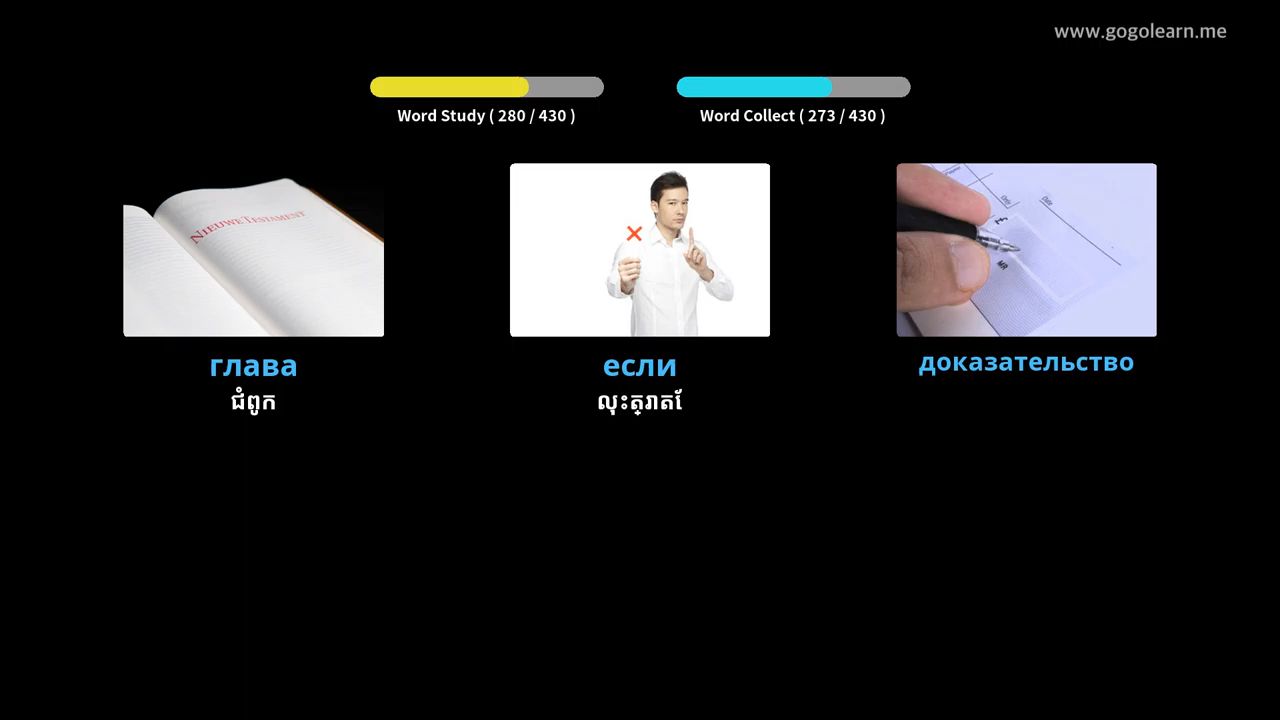 www.gogolearn.me
Word Study ( 280 / 430 )
Word Collect ( 273 / 430 )
NIEUWE TESTAMENT
глава
если
доказательство
ជំពូក
លុះត្រាតែ